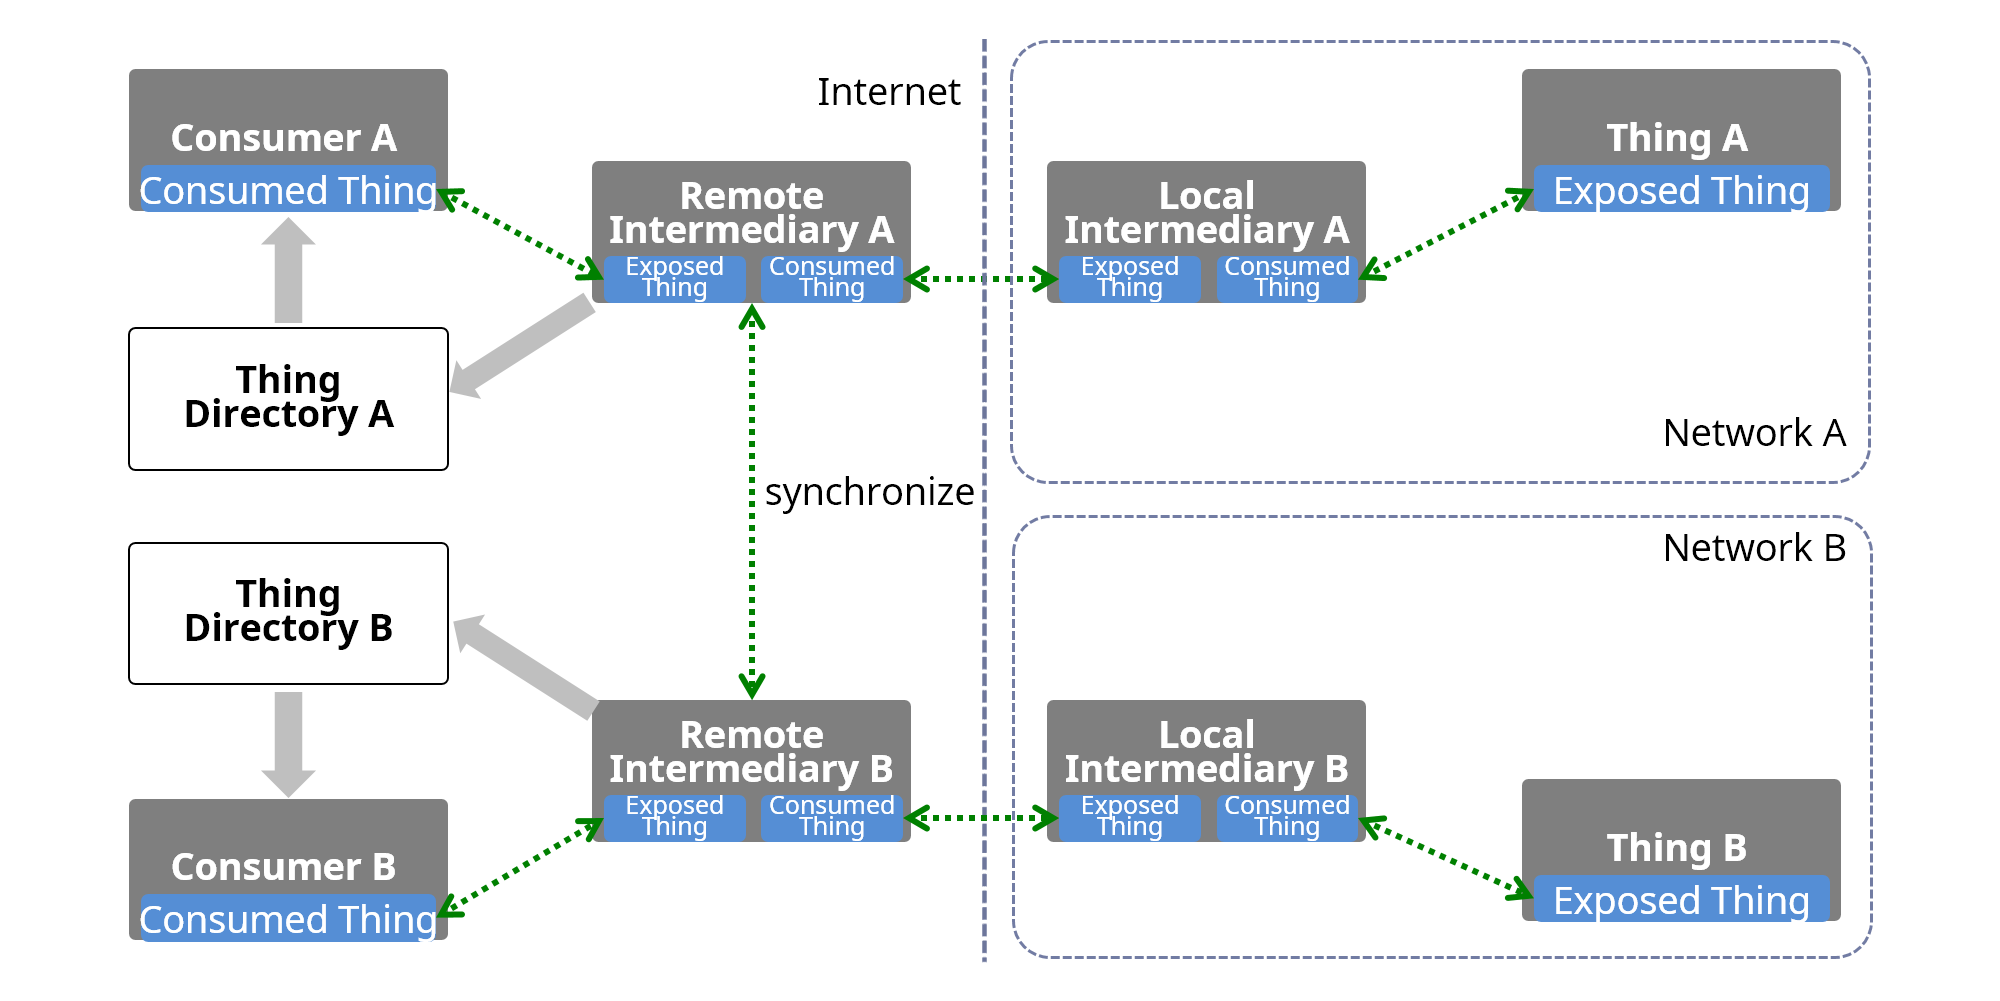 Internet
Consumer A
Consumed Thing
Remote
Intermediary A
Exposed
Thing
Consumed
Thing
Local
Intermediary A
Exposed
Thing
Consumed
Thing
Thing A
Exposed Thing
Thing
Directory A
Network A
synchronize
Network B
Thing
Directory B
Remote
Intermediary B
Exposed
Thing
Consumed
Thing
Local
Intermediary B
Exposed
Thing
Consumed
Thing
Thing B
Exposed Thing
Consumer B
Consumed Thing